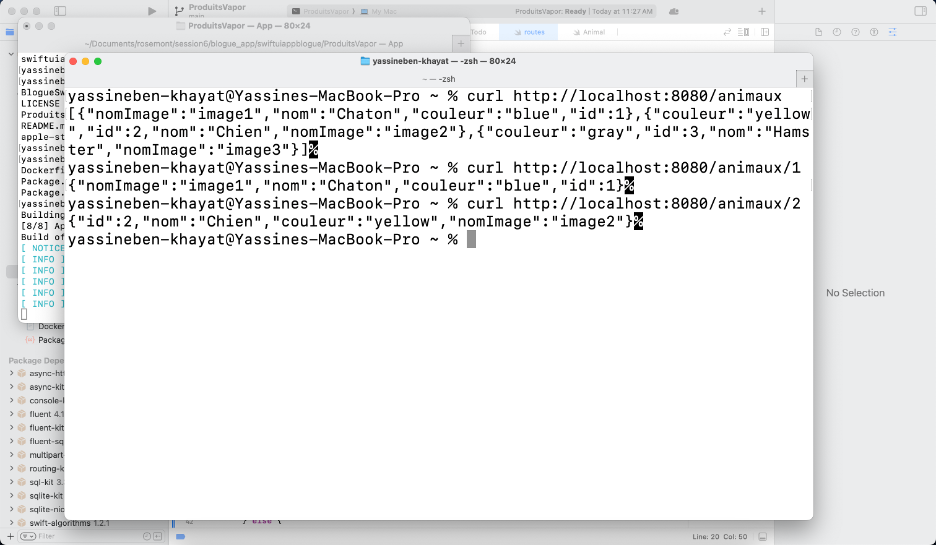 ProduitsVapor
main
ProduitsVapor
My Mac
ProduitsVapor: Ready | Today at 11:27 AM
ProduitsVapor — App — 80×24
~/Documents/rosemont/session6/blogue_app/swiftuiappblogue/ProduitsVapor — App
Todo
routes
Animal
swiftuia
yassineb
yassineb
BlogueSw
LICENSE
Produits
README.m
apple-st
yassineb
yassineb
Dockerfi
Package.
Package.
yassineb
Building
[8/8] Ap
Build of
[ NOTICE
[ INFO ]
[ INFO ]
[ INFO ]
[ INFO ]
[ INFO ]
yassineben-khayat — -zsh — 80×24
~ — -zsh
yassineben-khayat@Yassines-MacBook-Pro ~ % curl http://localhost:8080/animaux
[{"nomImage":"image1","nom":"Chaton","couleur":"blue","id":1},{"couleur":"yellow
","id":2,"nom":"Chien","nomImage":"image2"},{"couleur":"gray","id":3,"nom":"Hams
ter","nomImage":"image3"}]%
yassineben-khayat@Yassines-MacBook-Pro ~ % curl http://localhost:8080/animaux/1
{"nomImage":"image1","nom":"Chaton","couleur":"blue","id":1}%
yassineben-khayat@Yassines-MacBook-Pro ~ % curl http://localhost:8080/animaux/2
{"id":2,"nom":"Chien","couleur":"yellow","nomImage":"image2"}%
yassineben-khayat@Yassines-MacBook-Pro ~ %
No Selection
Docker
Packag
Package Depe
async-htt
async-kit
console-k
fluent 4.1
fluent-kit
fluent-sq
multipart-
routing-k
sql-kit 3.
sqlite-kit
sqlite-nio
swift-algorithms 1.2.1
Filter
42 } else {
Line: 20 Col: 50